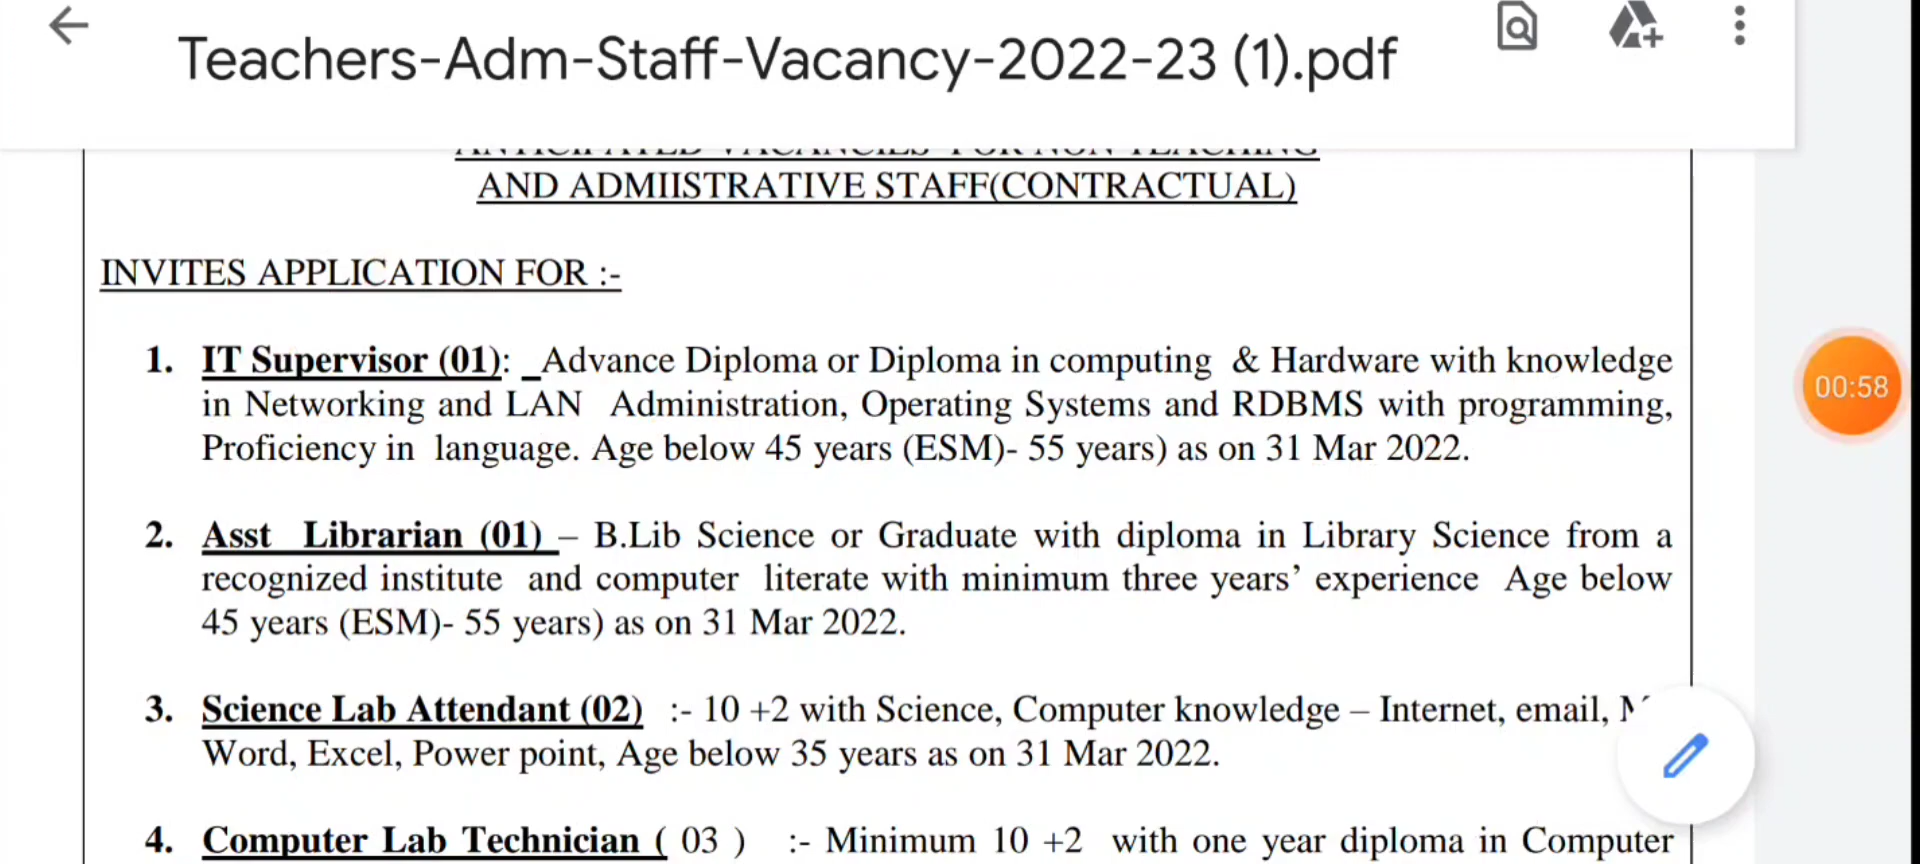 Teachers-Adm-Staff-Vacancy-2022-23 (1).pdf
ANTICIPATED VACANCIES FOR NON TEACHING
AND ADMIISTRATIVE STAFF(CONTRACTUAL)
INVITES APPLICATION FOR :-
1. IT Supervisor (01): _Advance Diploma or Diploma in computing & Hardware with knowledge
in Networking and LAN Administration, Operating Systems and RDBMS with programming,
Proficiency in language. Age below 45 years (ESM)- 55 years) as on 31 Mar 2022.
00:58
2. Asst Librarian (01) – B.Lib Science or Graduate with diploma in Library Science from a
recognized institute and computer literate with minimum three years’ experience Age below
45 years (ESM)- 55 years) as on 31 Mar 2022.
3. Science Lab Attendant (02) :- 10 +2 with Science, Computer knowledge – Internet, email,
Word, Excel, Power point, Age below 35 years as on 31 Mar 2022.
4. Computer Lab Technician ( 03 ) :- Minimum 10 +2 with one year diploma in Computer